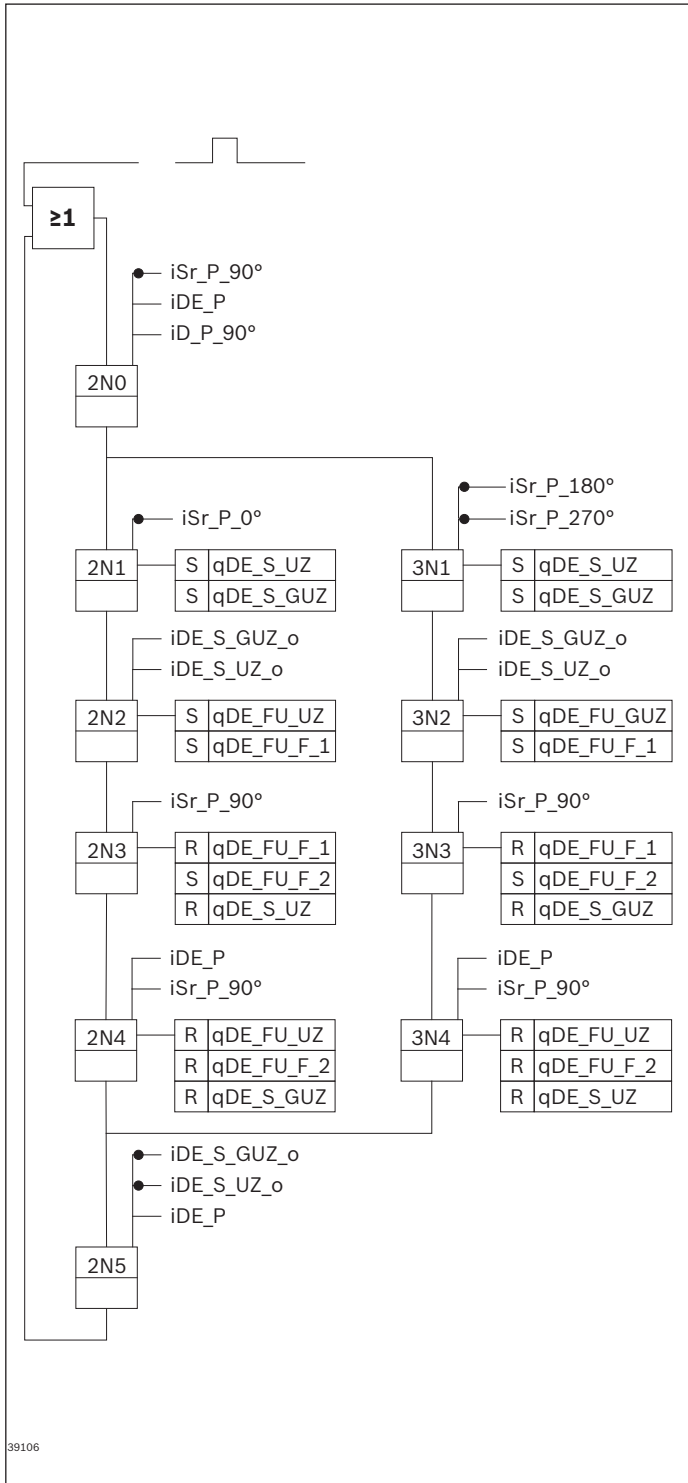 ≥1
iSr_P_90°
iDE_P
iD_P_90°
2N0
iSr_P_180°
iSr_P_0°
iSr_P_270°
2N1
S qDE_S_UZ
S qDE_S_GUZ
3N1
S qDE_S_UZ
S qDE_S_GUZ
iDE_S_GUZ_o
iDE_S_UZ_o
iDE_S_GUZ_o
iDE_S_UZ_o
2N2
S qDE_FU_UZ
S qDE_FU_F_1
3N2
S qDE_FU_GUZ
S qDE_FU_F_1
iSr_P_90°
iSr_P_90°
2N3
R qDE_FU_F_1
S qDE_FU_F_2
R qDE_S_UZ
3N3
R qDE_FU_F_1
S qDE_FU_F_2
R qDE_S_GUZ
iDE_P
iSr_P_90°
iDE_P
iSr_P_90°
2N4
R qDE_FU_UZ
R qDE_FU_F_2
R qDE_S_GUZ
3N4
R qDE_FU_UZ
R qDE_FU_F_2
R qDE_S_UZ
iDE_S_GUZ_o
iDE_S_UZ_o
iDE_P
2N5
39106